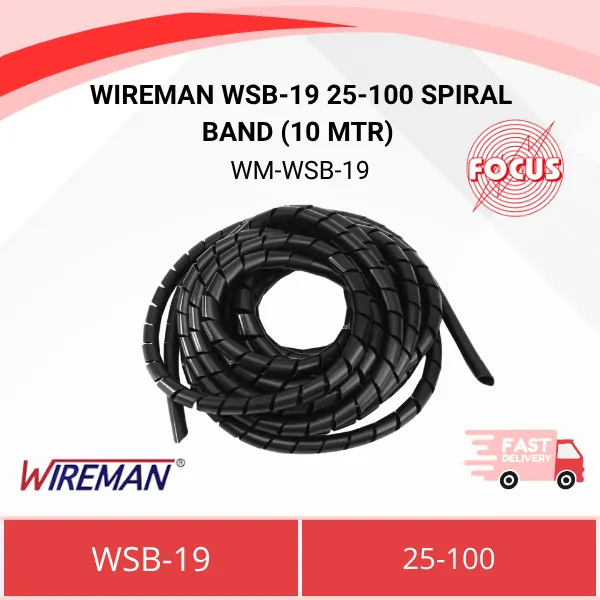 WIREMAN WSB-19 25-100 SPIRAL
BAND (10 MTR)
WM-WSB-19
FOCUS
FAST
DELIVERY
WIREMAN®
WSB-19
25-100